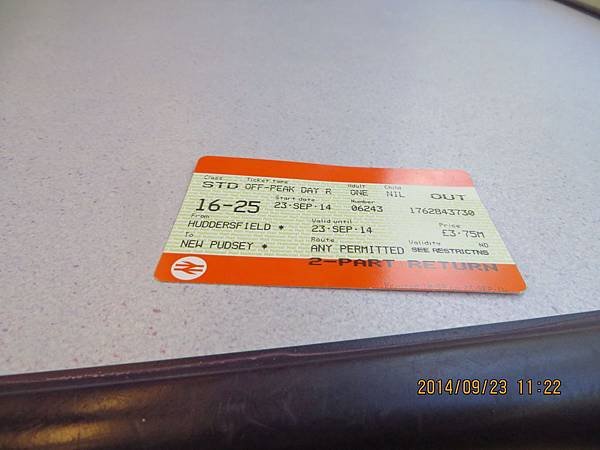 Class Ticket type Adult Child
STD OFF-PEAK DAY R ONE NIL OUT
Start date Number
16-25 23·SEP·14 06243 1762B43730
From Valid until Price
HUDDERSFIELD * 23·SEP·14 £3·75M
To Route Validity ND
NEW PUDSEY * ANY PERMITTED SEE RESTRICTNS
2-PART RETURN
2014/09/23 11:22